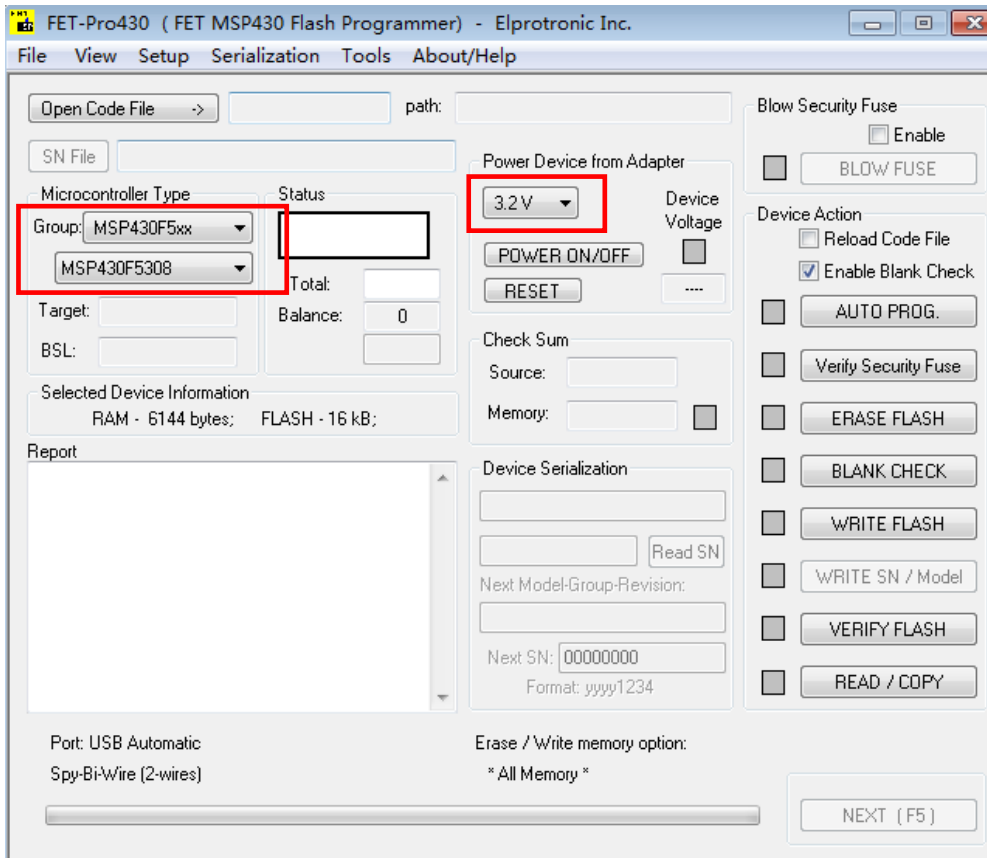 FET-Pro430 ( FET MSP430 Flash Programmer) - Elprotronic Inc.
File View Setup Serialization Tools About/Help
Open Code File -> path:
SN File
Microcontroller Type
Group: MSP430F5xx
MSP430F5308
Target:
BSL:
Status
Total:
Balance: 0
Selected Device Information
RAM - 6144 bytes; FLASH - 16 kB;
Report
Power Device from Adapter
3.2 V
Device
Voltage
POWER ON/OFF
RESET
----
Check Sum
Source:
Memory:
Device Serialization
Read SN
Next Model-Group-Revision:
Next SN: 00000000
Format: yyyy1234
Blow Security Fuse
Enable
BLOW FUSE
Device Action
Reload Code File
Enable Blank Check
AUTO PROG.
Verify Security Fuse
ERASE FLASH
BLANK CHECK
WRITE FLASH
WRITE SN / Model
VERIFY FLASH
READ / COPY
Port: USB Automatic
Spy-Bi-Wire (2-wires)
Erase / Write memory option:
* All Memory *
NEXT (F5)